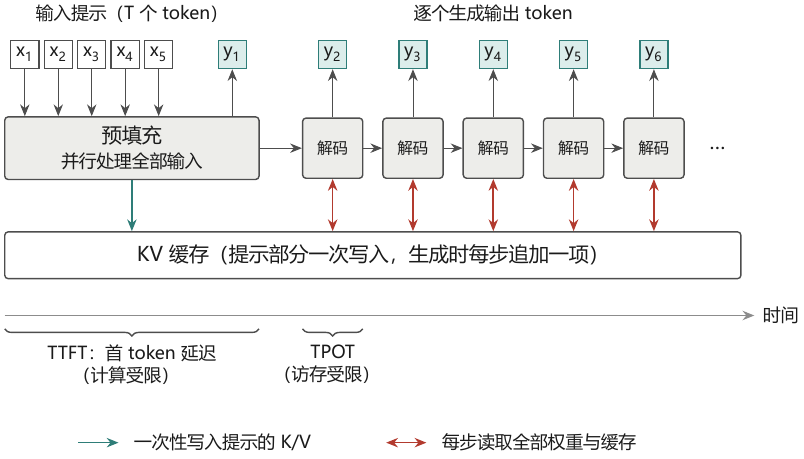 输入提示（T 个 token）
逐个生成输出 token
x1 x2 x3 x4 x5 y1 y2 y3 y4 y5 y6
预填充
并行处理全部输入
解码 解码 解码 解码 解码 ···
KV 缓存（提示部分一次写入，生成时每步追加一项）
时间
TTFT：首 token 延迟
（计算受限）
TPOT
（访存受限）
一次性写入提示的 K/V
每步读取全部权重与缓存